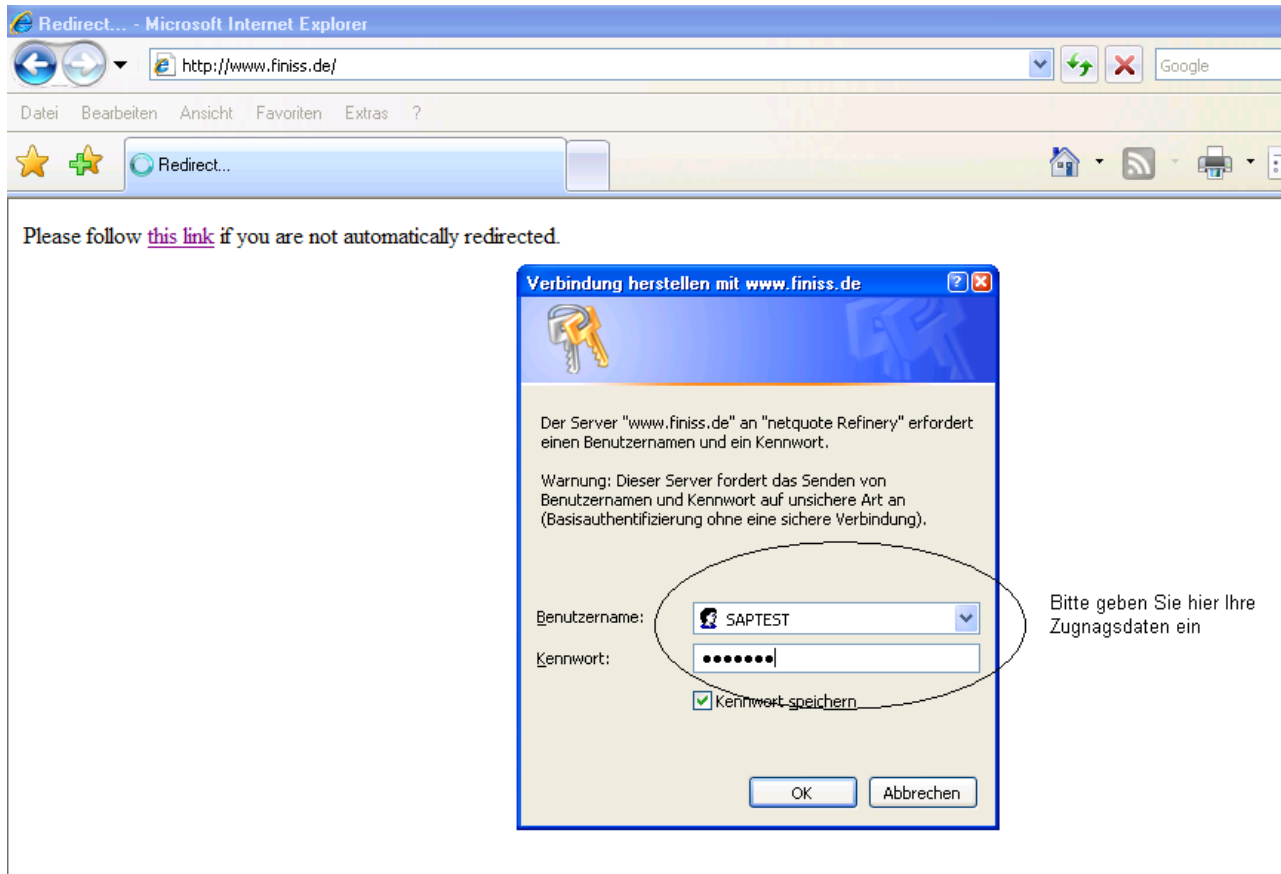 Redirect... - Microsoft Internet Explorer
http://www.finiss.de/
Google
Datei Bearbeiten Ansicht Favoriten Extras ?
Redirect...
Please follow this link if you are not automatically redirected.
Verbindung herstellen mit www.finiss.de
Der Server "www.finiss.de" an "netquote Refinery" erfordert
einen Benutzernamen und ein Kennwort.
Warnung: Dieser Server fordert das Senden von
Benutzernamen und Kennwort auf unsichere Art an
(Basisauthentifizierung ohne eine sichere Verbindung).
Benutzername: SAPTEST
Kennwort: •••••••
Kennwort speichern
Bitte geben Sie hier Ihre
Zugnagsdaten ein
OK Abbrechen